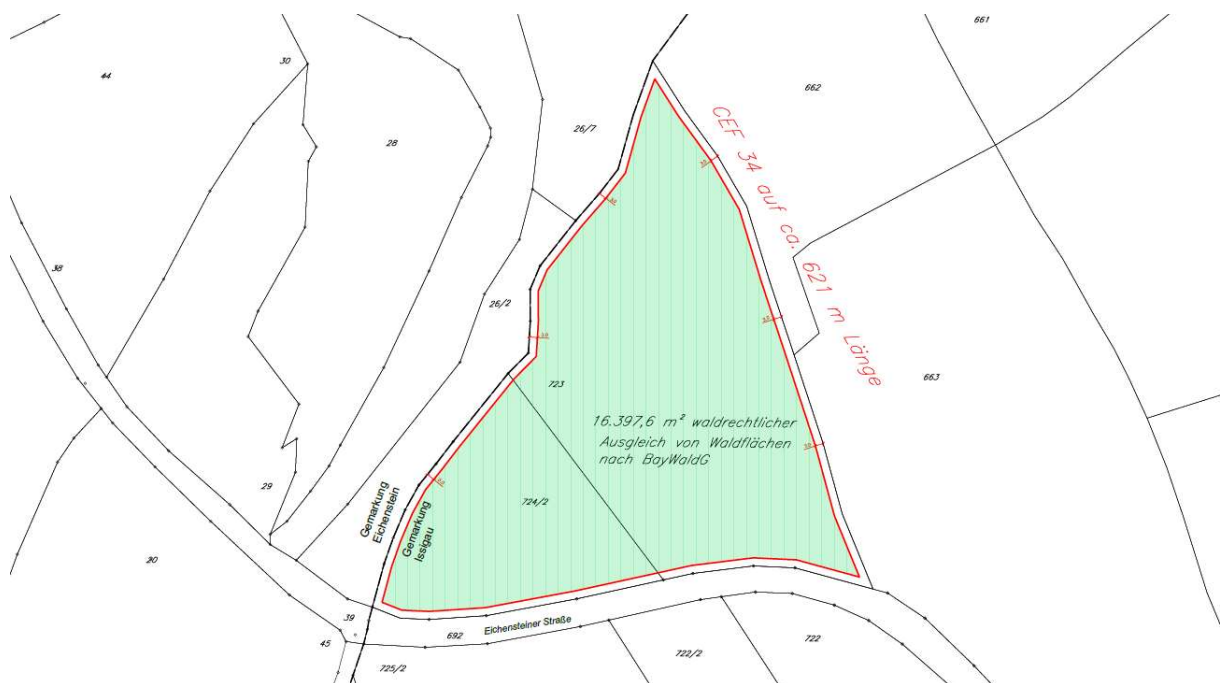 661
44
30
662
26/7
28
CEF 34 auf ca. 621 m Länge
38
26/2
663
723
16.397,6 m² waldrechtlicher
Ausgleich von Waldflächen
nach BayWaldG
29
724/2
Gemarkung
Eichenstein
Gemarkung
Issigau
20
39
692
Eichensteiner Straße
45
725/2
722/2
722